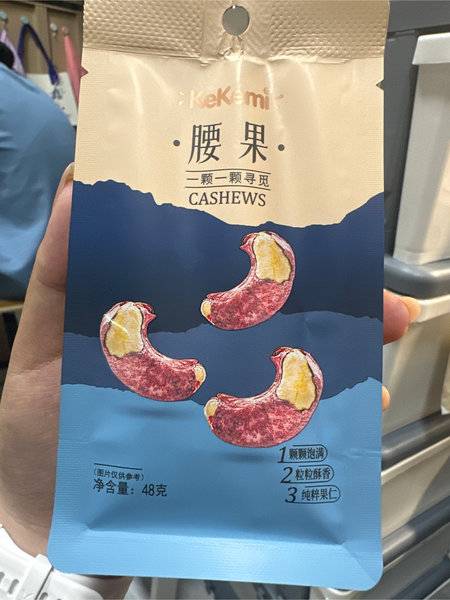 KeKemi
·腰果·
一颗一颗寻觅
CASHEWS
1 颗颗饱满
2 粒粒酥香
3 纯粹果仁
(图片仅供参考)
净含量: 48克